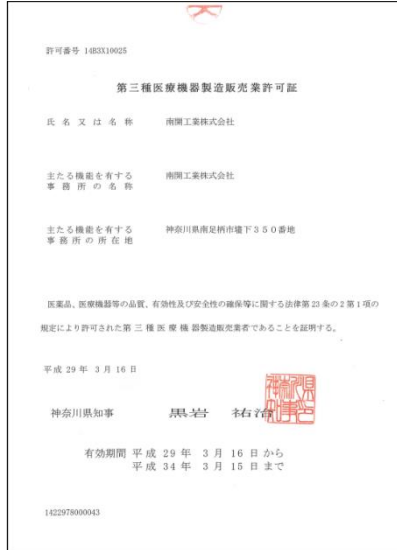 許可番号 14B3X10025
第三種医療機器製造販売業許可証
氏名又は名称 南開工業株式会社
主たる機能を有する
事務所の名称 南開工業株式会社
主たる機能を有する
事務所の所在地 神奈川県南足柄市壗下350番地
医薬品、医療機器等の品質、有効性及び安全性の確保等に関する法律第23条の2第1項の
規定により許可された第三種医療機器製造販売業者であることを証明する。
平成29年 3月16日
神奈川県知事 黒岩 祐治
有効期間 平成 29 年 3月 16 日から
平成 34 年 3月 15 日まで
1422978000043